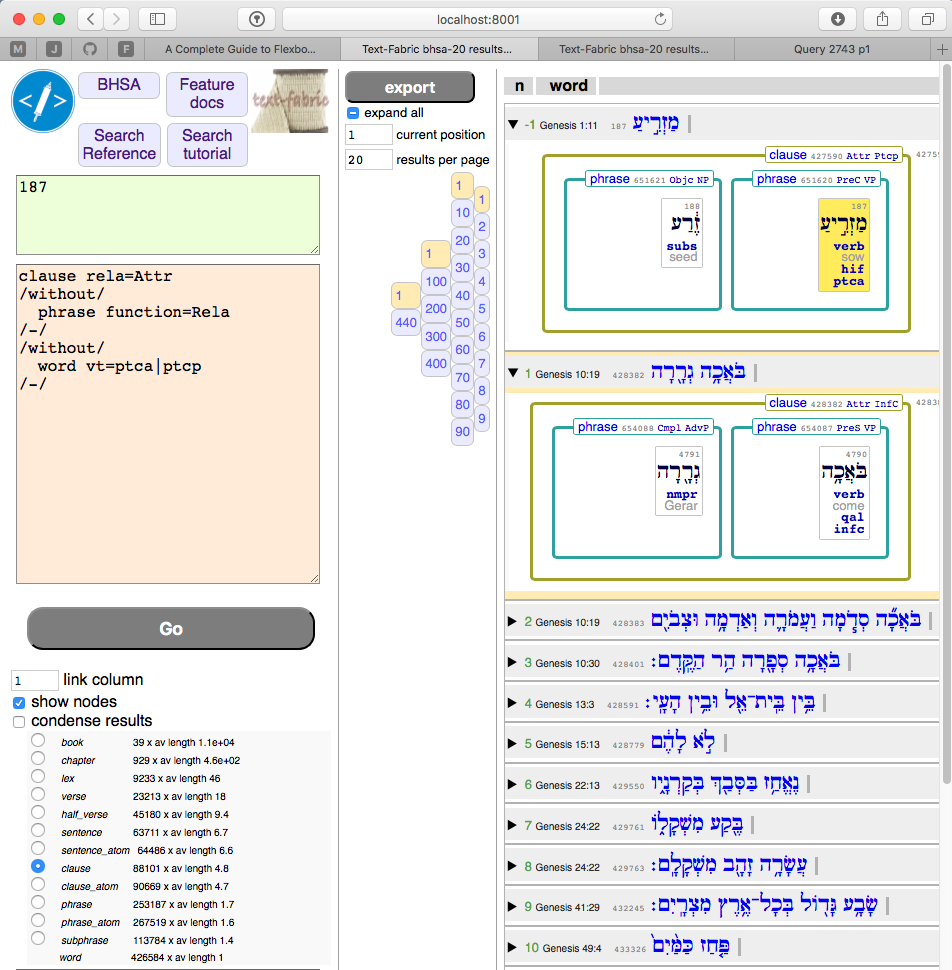 localhost:8001
M
J
F
A Complete Guide to Flexbo...
Text-Fabric bhsa-20 results...
Text-Fabric bhsa-20 results...
Query 2743 p1
BHSA
Feature docs
text-fabric
Search Reference
Search tutorial
187
clause rela=Attr
/without/
phrase function=Rela
/-/
/without/
word vt=ptca|ptcp
/-/
Go
1 link column
show nodes
condense results
book 39 x av length 1.1e+04
chapter 929 x av length 4.6e+02
lex 9233 x av length 46
verse 23213 x av length 18
half_verse 45180 x av length 9.4
sentence 63711 x av length 6.7
sentence_atom 64486 x av length 6.6
clause 88101 x av length 4.8
clause_atom 90669 x av length 4.7
phrase 253187 x av length 1.7
phrase_atom 267519 x av length 1.6
subphrase 113784 x av length 1.4
word 426584 x av length 1
export
expand all
1 current position
20 results per page
1
440
1
100
200
300
400
1
10
20
30
40
50
60
70
80
90
1
2
3
4
5
6
7
8
9
n word
-1 Genesis 1:11 187 מַזְרִ֣יעַ
clause 427590 Attr Ptcp
4275
phrase 651621 Objc NP
phrase 651620 PreC VP
188
זֶ֔רַע
subs
seed
187
מַזְרִ֣יעַ
verb
sow
hif
ptca
1 Genesis 10:19 428382 בֹּאֲכָ֥ה גְרָ֖רָה
clause 428382 Attr InfC
4283
phrase 654088 Cmpl AdvP
phrase 654087 PreS VP
4791
גְרָ֖רָה
nmpr
Gerar
4790
בֹּאֲכָ֥ה
verb
come
qal
infc
2 Genesis 10:19 428383 בֹּאֲכָ֞ה סְדֹ֧מָה וַעֲמֹרָ֛ה וְאַדְמָ֥ה וּצְבֹיִ֖ם
3 Genesis 10:30 428401 בֹּאֲכָ֥ה סְפָ֖רָה הַ֥ר הַקֶּֽדֶם׃
4 Genesis 13:3 428591 בֵּ֥ין בֵּֽית־אֵ֖ל וּבֵ֥ין הָעָֽי׃
5 Genesis 15:13 428779 לֹ֣א לָהֶ֔ם
6 Genesis 22:13 429550 נֶאֱחַ֥ז בַּסְּבַ֖ךְ בְּקַרְנָ֑יו
7 Genesis 24:22 429761 בֶּ֖קַע מִשְׁקָלֹ֑ו
8 Genesis 24:22 429763 עֲשָׂרָ֥ה זָהָ֖ב מִשְׁקָלָֽם׃
9 Genesis 41:29 432245 שָׂבָ֥ע גָּדֹ֖ול בְּכָל־אֶ֥רֶץ מִצְרָֽיִם׃
10 Genesis 49:4 433326 פַּ֤חַז כַּמַּ֨יִם֙